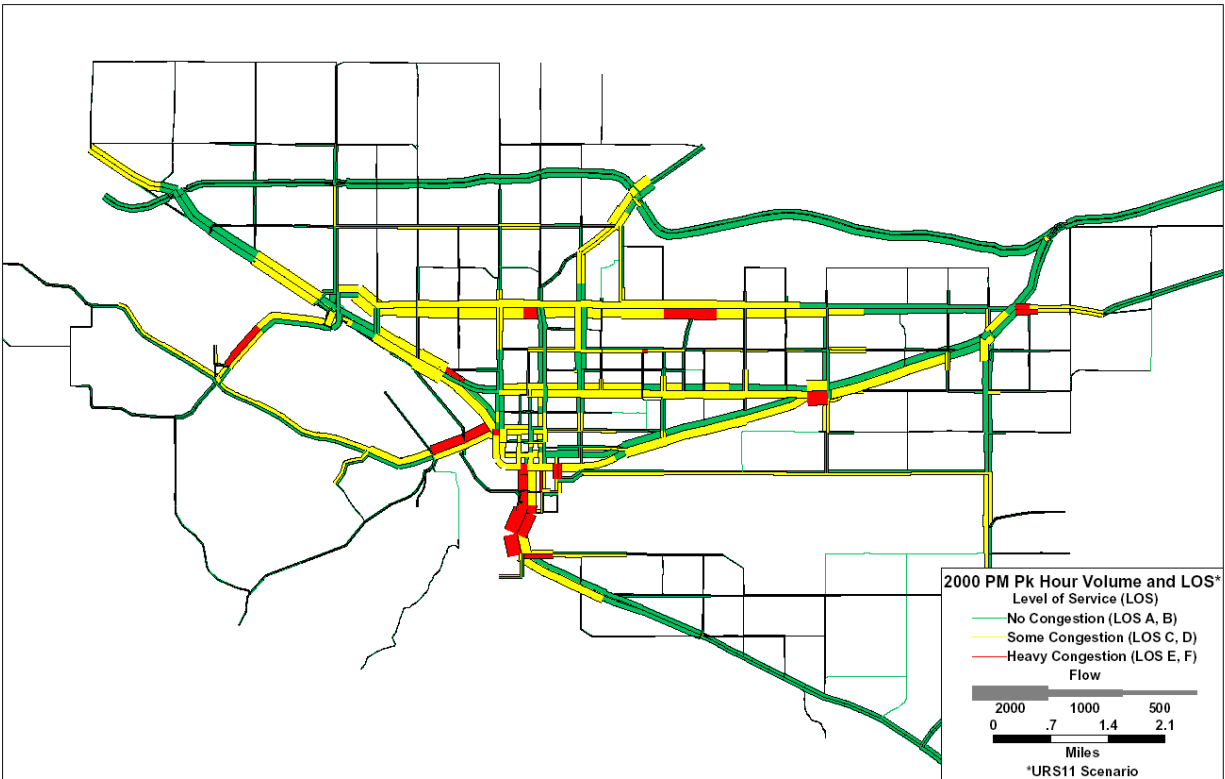 2000 PM Pk Hour Volume and LOS*
Level of Service (LOS)
No Congestion (LOS A, B)
Some Congestion (LOS C, D)
Heavy Congestion (LOS E, F)
Flow
2000 1000 500
0 .7 1.4 2.1
Miles
*URS11 Scenario